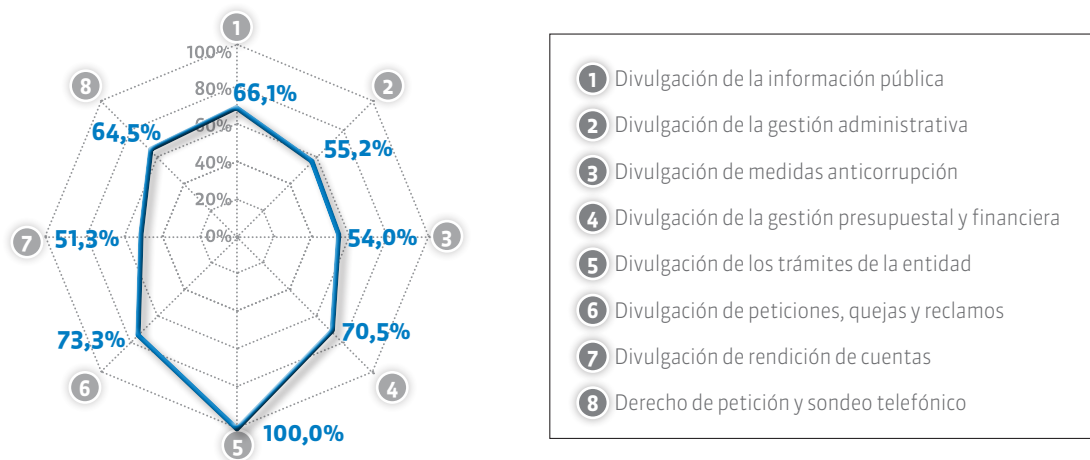 1
100%
8
2
80%
66,1%
64,5%
60%
55,2%
40%
20%
7
51,3%
0%
54,0%
3
73,3%
70,5%
6
4
100,0%
5
1 Divulgación de la información pública
2 Divulgación de la gestión administrativa
3 Divulgación de medidas anticorrupción
4 Divulgación de la gestión presupuestal y financiera
5 Divulgación de los trámites de la entidad
6 Divulgación de peticiones, quejas y reclamos
7 Divulgación de rendición de cuentas
8 Derecho de petición y sondeo telefónico